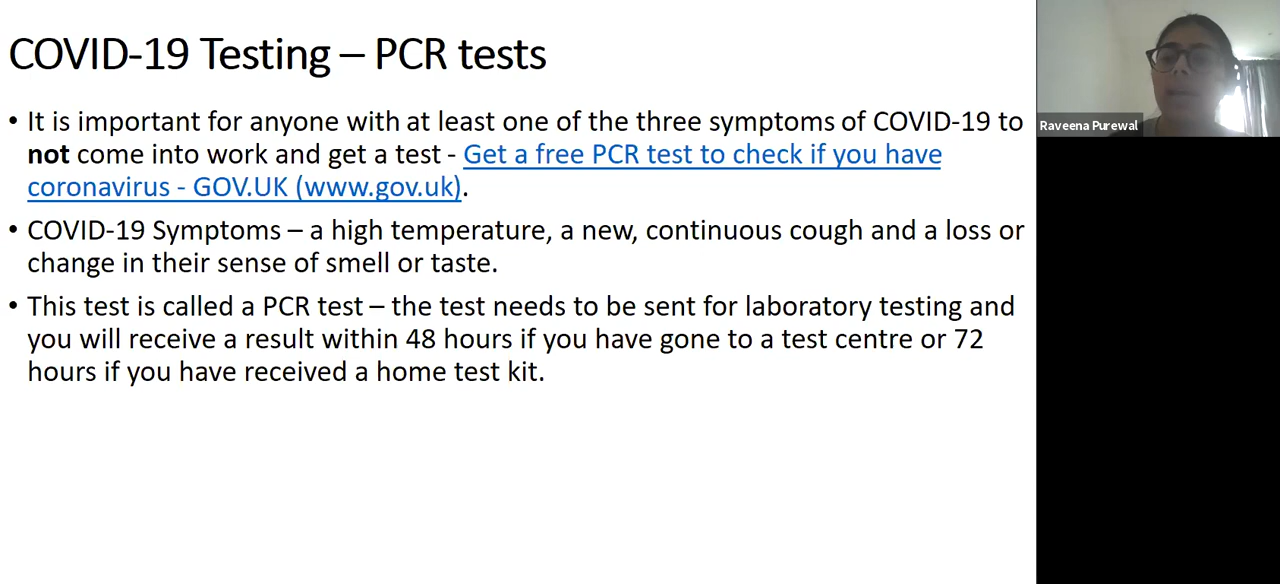 COVID-19 Testing – PCR tests
• It is important for anyone with at least one of the three symptoms of COVID-19 to
not come into work and get a test - Get a free PCR test to check if you have
coronavirus - GOV.UK (www.gov.uk).
• COVID-19 Symptoms – a high temperature, a new, continuous cough and a loss or
change in their sense of smell or taste.
• This test is called a PCR test – the test needs to be sent for laboratory testing and
you will receive a result within 48 hours if you have gone to a test centre or 72
hours if you have received a home test kit.
Raveena Purewal